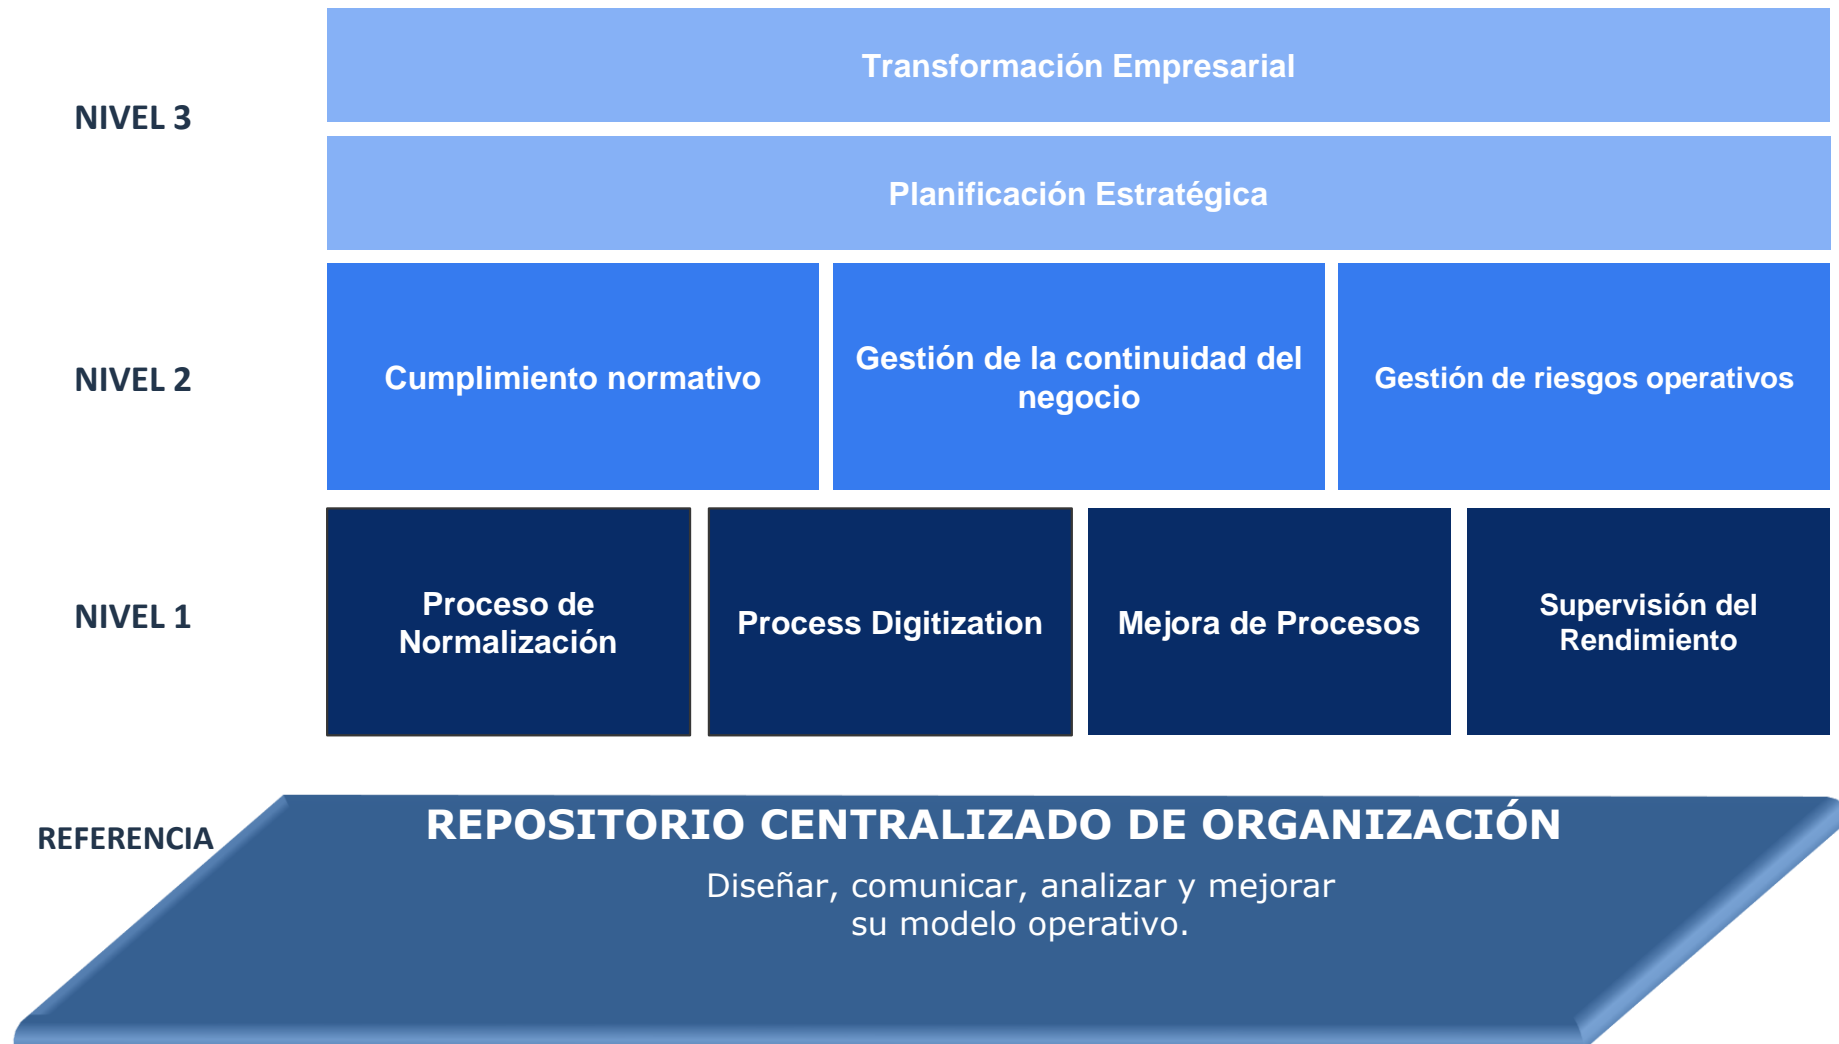 NIVEL 3
Transformación Empresarial
Planificación Estratégica
NIVEL 2
Cumplimiento normativo
Gestión de la continuidad del
negocio
Gestión de riesgos operativos
NIVEL 1
Proceso de
Normalización
Process Digitization
Mejora de Procesos
Supervisión del
Rendimiento
REFERENCIA
REPOSITORIO CENTRALIZADO DE ORGANIZACIÓN
Diseñar, comunicar, analizar y mejorar
su modelo operativo.